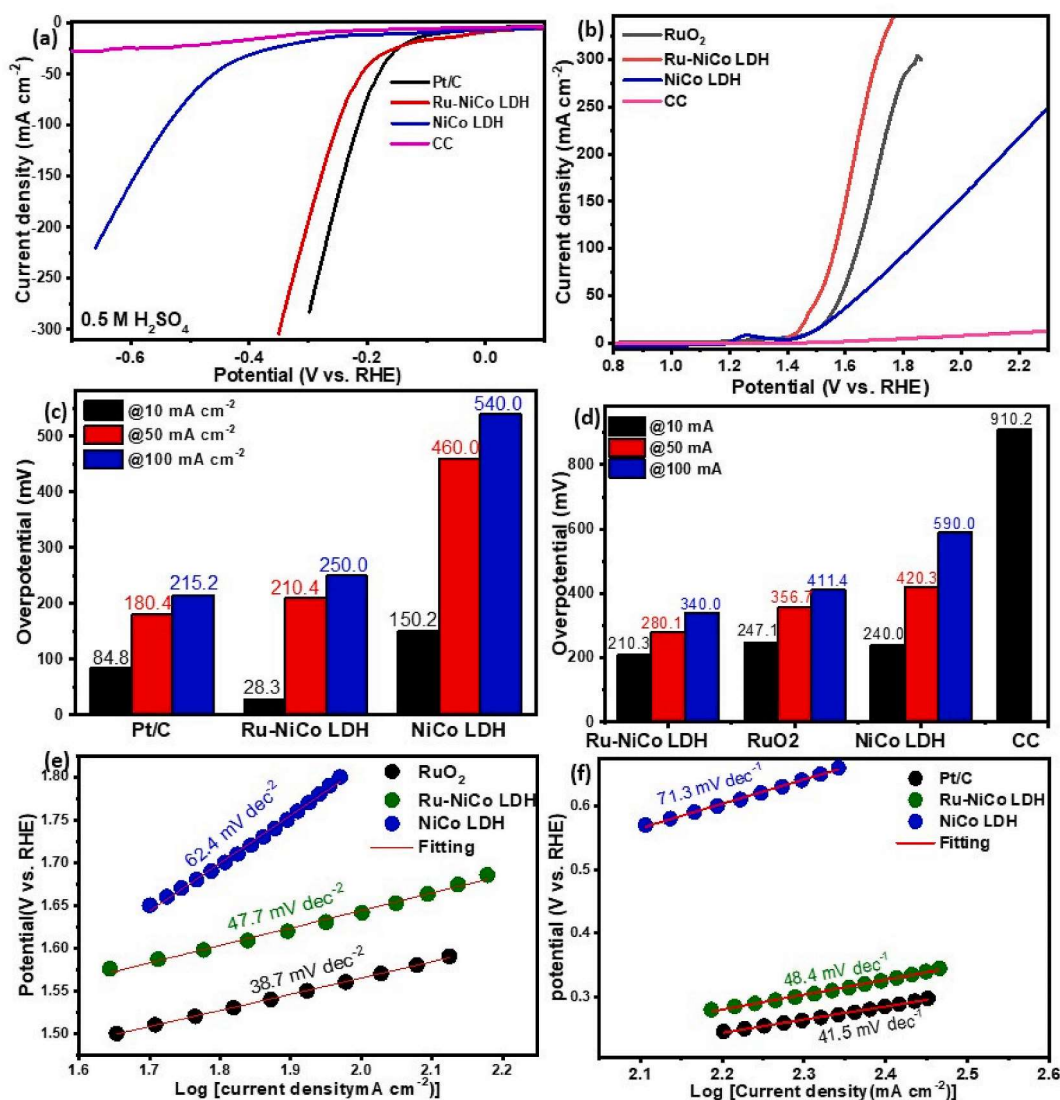 (a)
Current density (mA cm⁻²)
0
-50
-100
-150
-200
-250
-300
Pt/C
Ru-NiCo LDH
NiCo LDH
CC
0.5 M H₂SO₄
-0.6
-0.4
-0.2
0.0
Potential (V vs. RHE)
(b)
Current density (mA cm⁻²)
300
250
200
150
100
50
0
RuO₂
Ru-NiCo LDH
NiCo LDH
CC
0.8
1.0
1.2
1.4
1.6
1.8
2.0
2.2
Potential (V vs. RHE)
(c)
Overpotential (mV)
500
400
300
200
100
0
@10 mA cm⁻²
@50 mA cm⁻²
@100 mA cm⁻²
84.8
180.4
215.2
28.3
210.4
250.0
150.2
460.0
540.0
Pt/C
Ru-NiCo LDH
NiCo LDH
(d)
Overpotential (mV)
800
600
400
200
0
@10 mA
@50 mA
@100 mA
210.3
280.1
340.0
247.1
356.7
411.4
240.0
420.3
590.0
910.2
Ru-NiCo LDH
RuO2
NiCo LDH
CC
(e)
Potential(V vs. RHE)
1.80
1.75
1.70
1.65
1.60
1.55
1.50
RuO₂
Ru-NiCo LDH
NiCo LDH
Fitting
62.4 mV dec⁻²
47.7 mV dec⁻²
38.7 mV dec⁻²
1.6
1.7
1.8
1.9
2.0
2.1
2.2
Log [current densitymA cm⁻²)]
(f)
potential (V vs. RHE)
0.6
0.3
Pt/C
Ru-NiCo LDH
NiCo LDH
Fitting
71.3 mV dec⁻¹
48.4 mV dec⁻¹
41.5 mV dec⁻¹
2.1
2.2
2.3
2.4
2.5
2.6
Log [Current density(mA cm⁻²)]